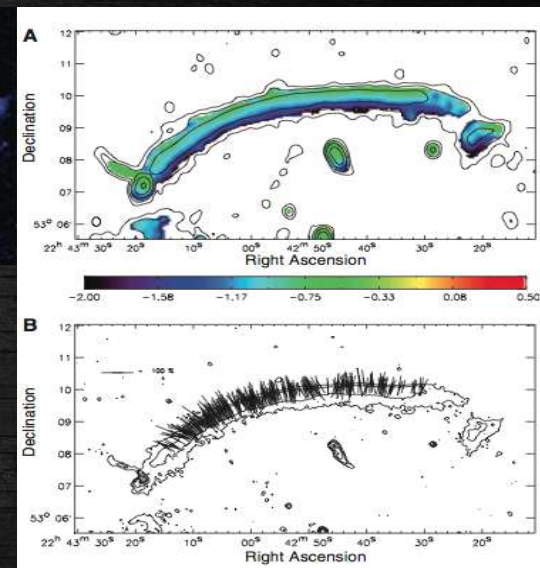 A
Declination
12
11
10
09
08
07
53° 06'
22ʰ 43ᵐ 30ˢ 20ˢ 10ˢ 00ˢ 42ᵐ 50ˢ 40ˢ 30ˢ 20ˢ
Right Ascension
−2.00 −1.58 −1.17 −0.75 −0.33 0.08 0.50
B
Declination
12
− 100 %
11
10
09
08
07
53° 06'
22ʰ 43ᵐ 30ˢ 20ˢ 10ˢ 00ˢ 42ᵐ 50ˢ 40ˢ 30ˢ 20ˢ
Right Ascension